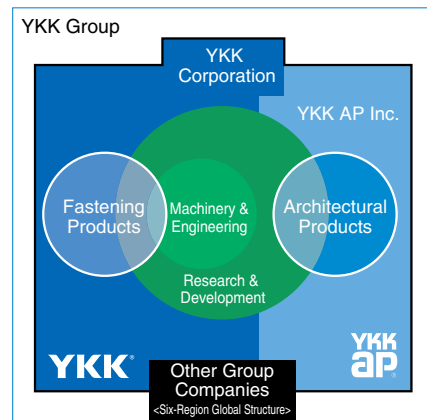 YKK Group
YKK
Corporation
YKK AP Inc.
Fastening
Products
Machinery &
Engineering
Architectural
Products
Research &
Development
YKK®
YKK
ap®
Other Group
Companies
<Six-Region Global Structure>